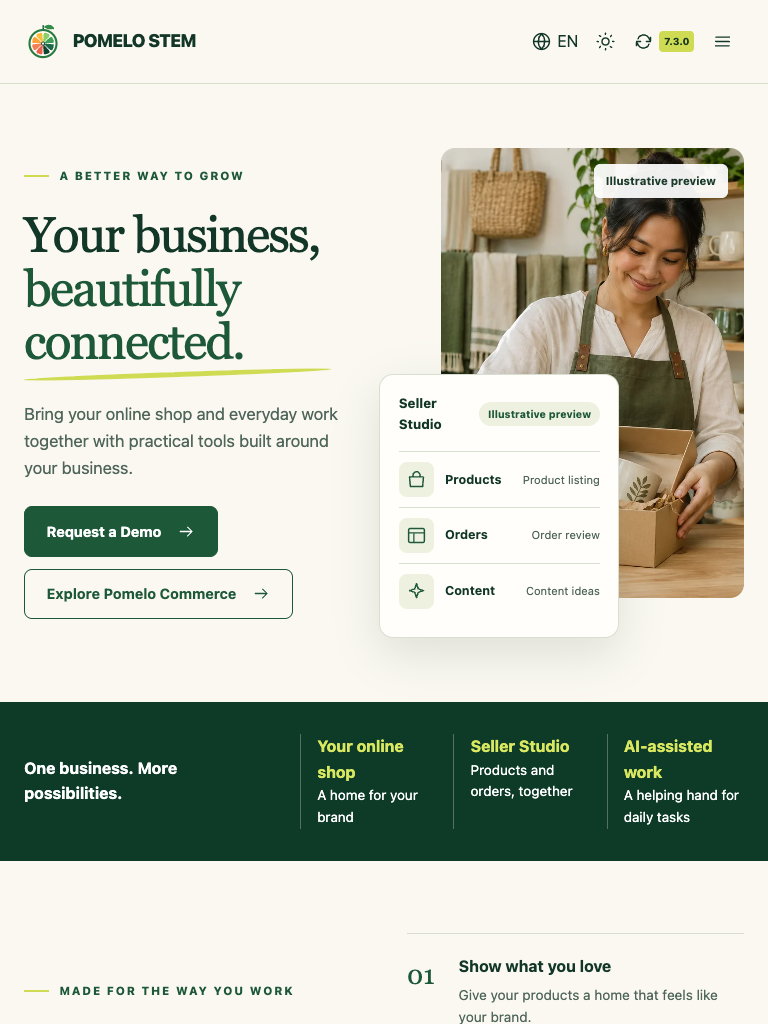 POMELO STEM
EN
7.3.0
A BETTER WAY TO GROW
Your business,
beautifully
connected.
Bring your online shop and everyday work
together with practical tools built around
your business.
Request a Demo
Explore Pomelo Commerce
Illustrative preview
Seller
Studio
Illustrative preview
Products
Product listing
Orders
Order review
Content
Content ideas
One business. More
possibilities.
Your online
shop
A home for your
brand
Seller Studio
Products and
orders, together
AI-assisted
work
A helping hand for
daily tasks
MADE FOR THE WAY YOU WORK
01
Show what you love
Give your products a home that feels like
your brand.